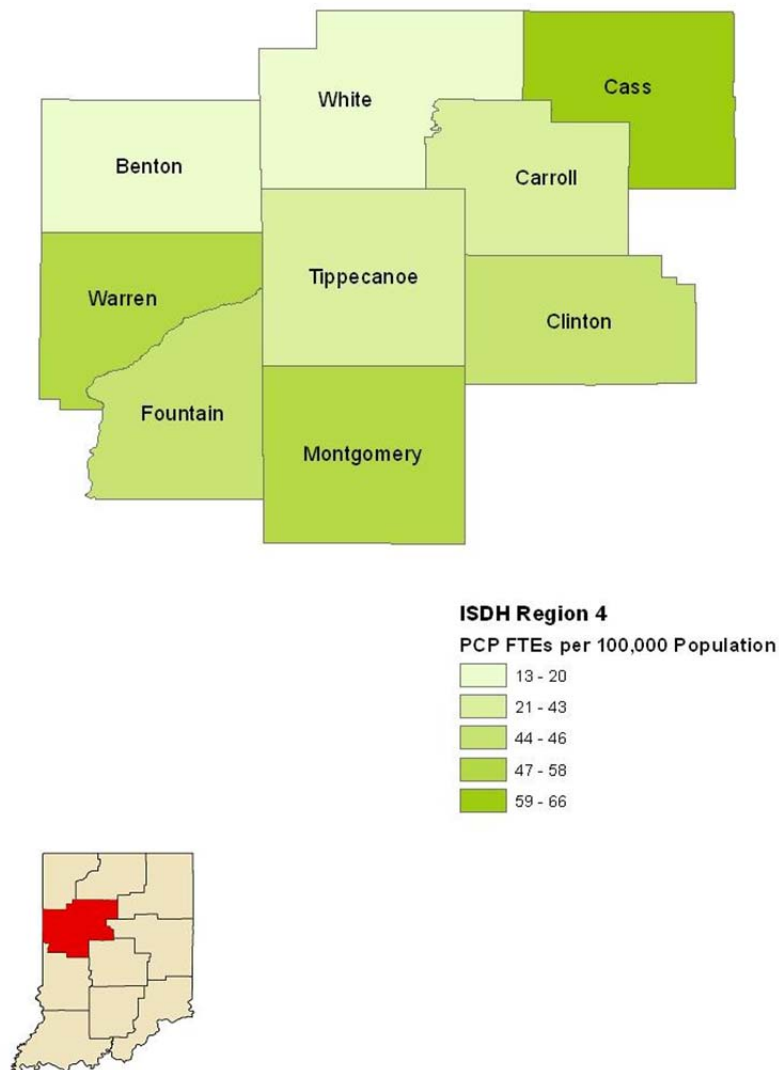 Cass
White
Benton
Carroll
Tippecanoe
Warren
Clinton
Fountain
Montgomery
ISDH Region 4
PCP FTEs per 100,000 Population
13 - 20
21 - 43
44 - 46
47 - 58
59 - 66